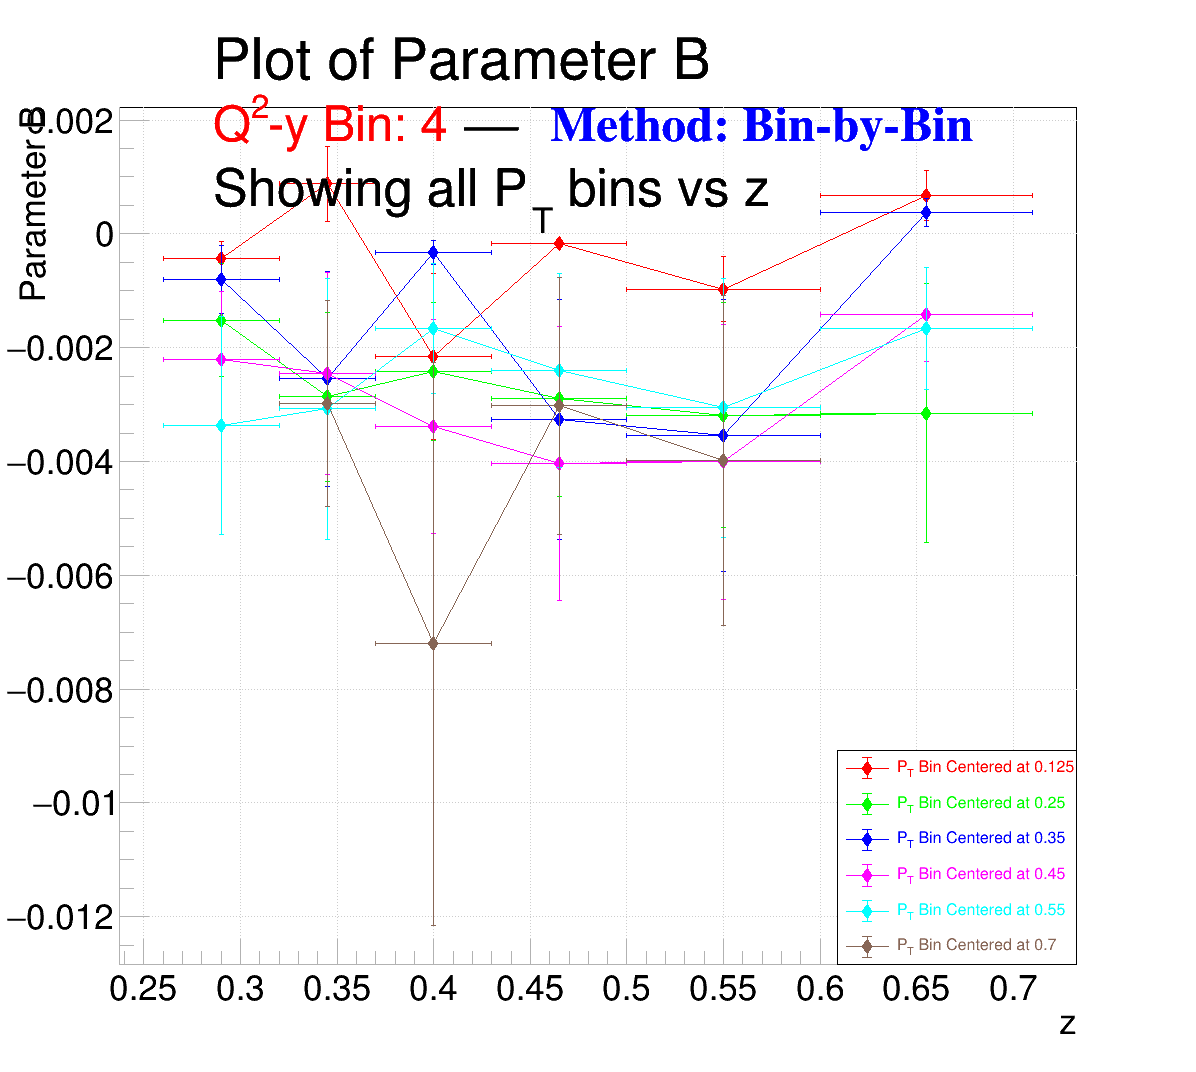 Plot of Parameter B
Q2-y Bin: 4 — Method: Bin-by-Bin
Showing all PT bins vs z
Parameter B
0.002
0
−0.002
−0.004
−0.006
−0.008
−0.01
−0.012
PT Bin Centered at 0.125
PT Bin Centered at 0.25
PT Bin Centered at 0.35
PT Bin Centered at 0.45
PT Bin Centered at 0.55
PT Bin Centered at 0.7
0.25 0.3 0.35 0.4 0.45 0.5 0.55 0.6 0.65 0.7
z